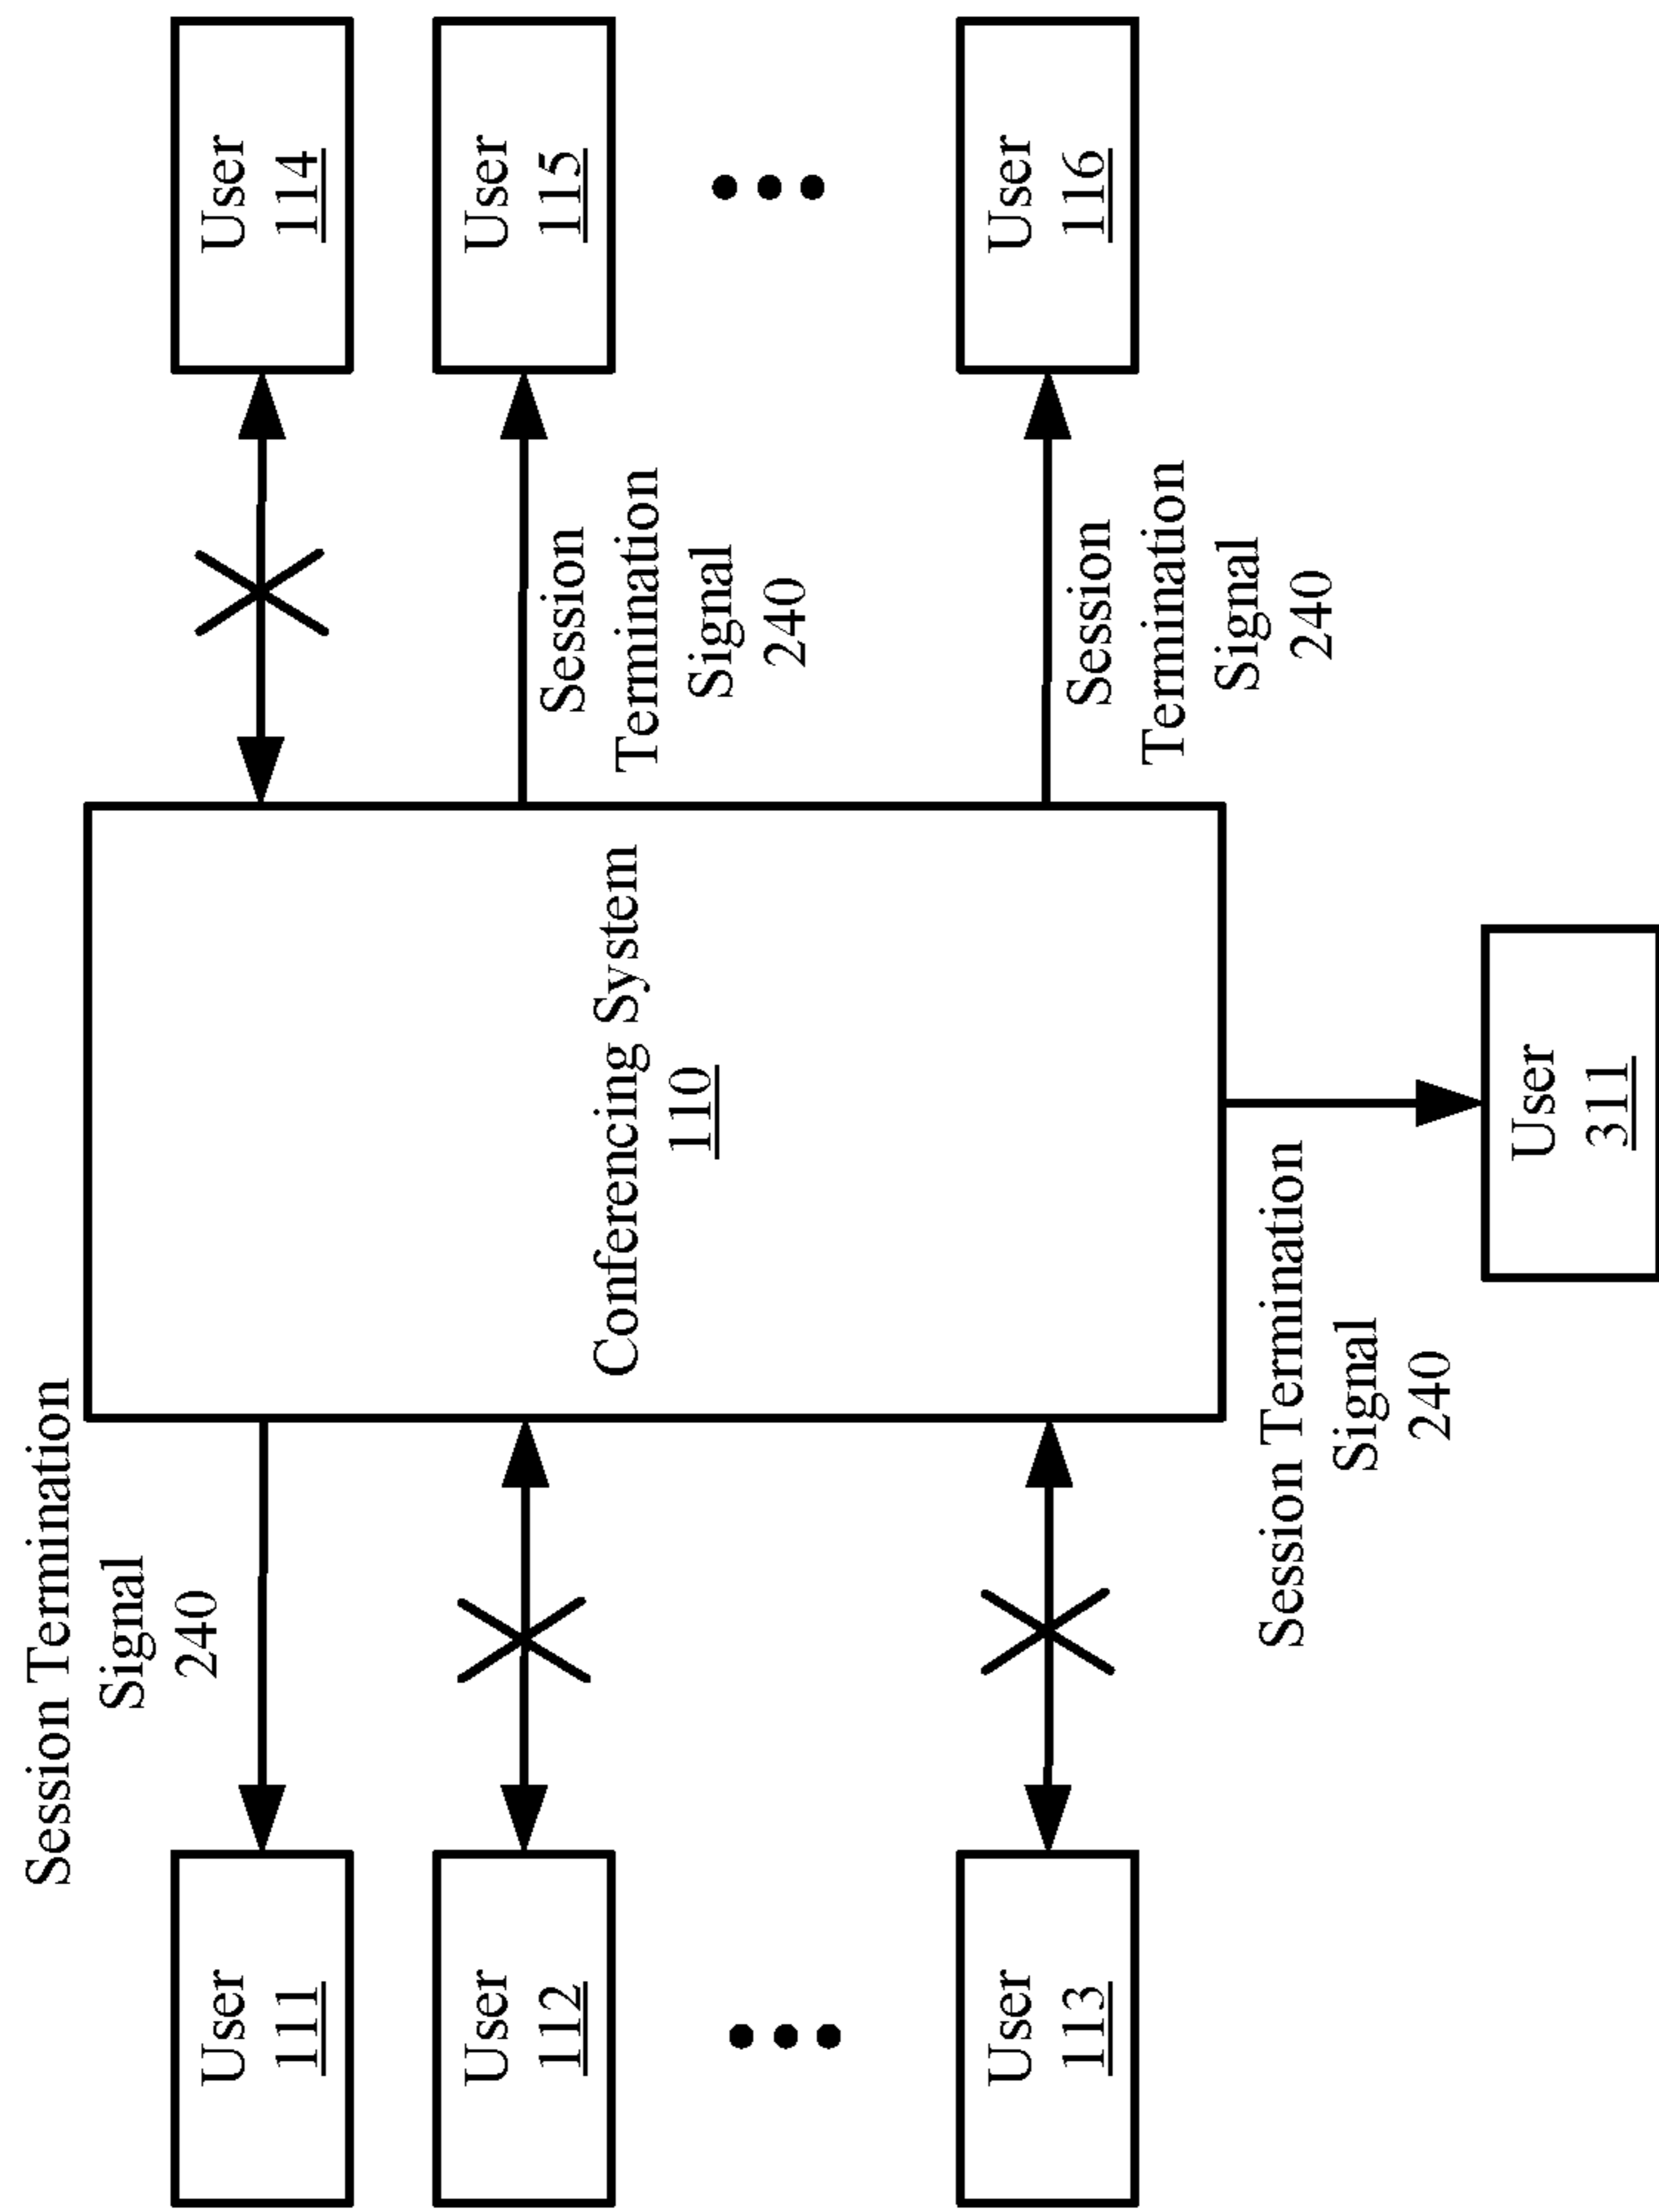 Session Termination
Signal
240
User
111
User
114
User
112
User
115
Conferencing System
110
Session
Termination
Signal
240
User
113
User
116
Session
Termination
Signal
240
Session Termination
Signal
240
User
311